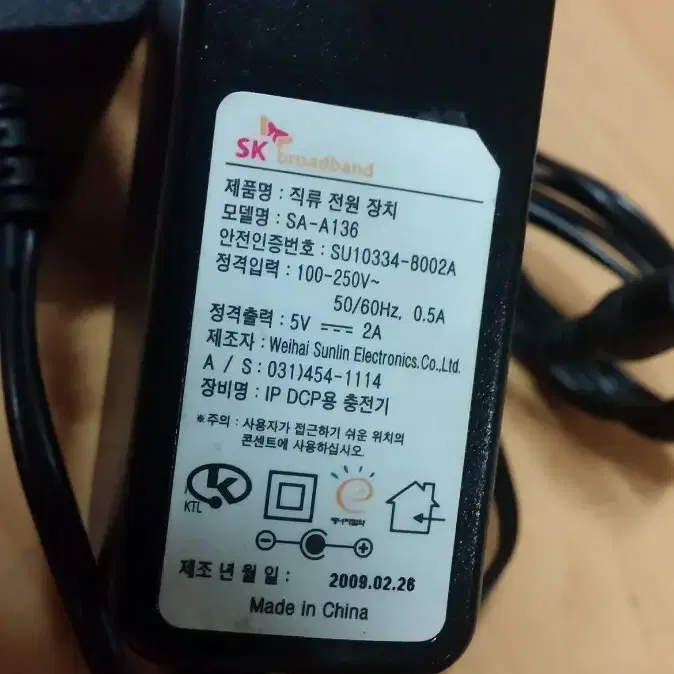 SK broadband
제품명 : 직류 전원 장치
모델명 : SA-A136
안전인증번호 : SU10334-8002A
정격입력 : 100-250V~
50/60Hz, 0.5A
정격출력 : 5V ⎓ 2A
제조자 : Weihai Sunlin Electronics.Co.,Ltd.
A / S : 031)454-1114
장비명 : IP DCP용 충전기
※주의 : 사용자가 접근하기 쉬운 위치의
콘센트에 사용하십시오.
KTL
에너지절약
제조 년 월 일 : 2009.02.26
Made in China